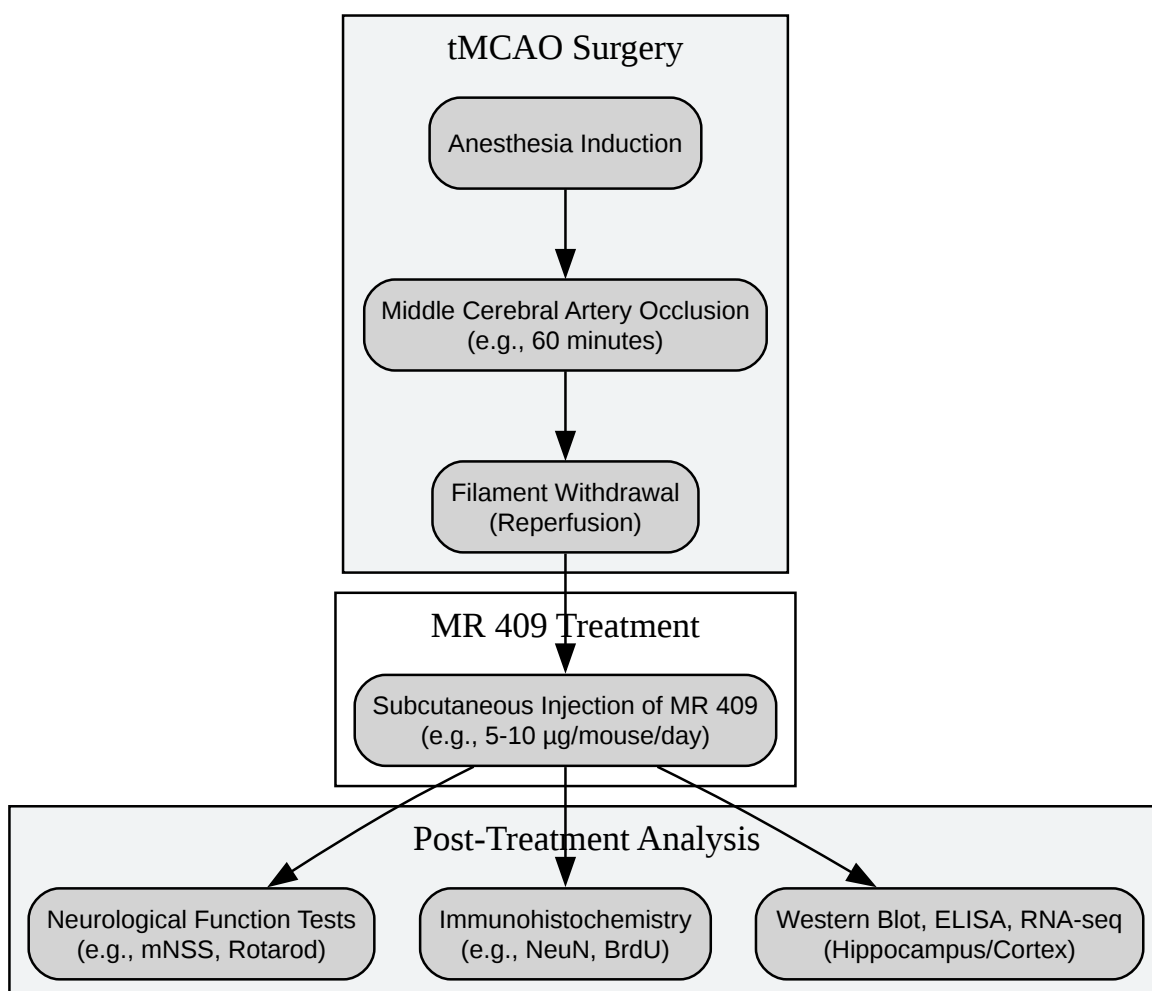 tMCAO Surgery
Anesthesia Induction
Middle Cerebral Artery Occlusion
(e.g., 60 minutes)
Filament Withdrawal
(Reperfusion)
MR 409 Treatment
Subcutaneous Injection of MR 409
(e.g., 5-10 µg/mouse/day)
Post-Treatment Analysis
Neurological Function Tests
(e.g., mNSS, Rotarod)
Immunohistochemistry
(e.g., NeuN, BrdU)
Western Blot, ELISA, RNA-seq
(Hippocampus/Cortex)